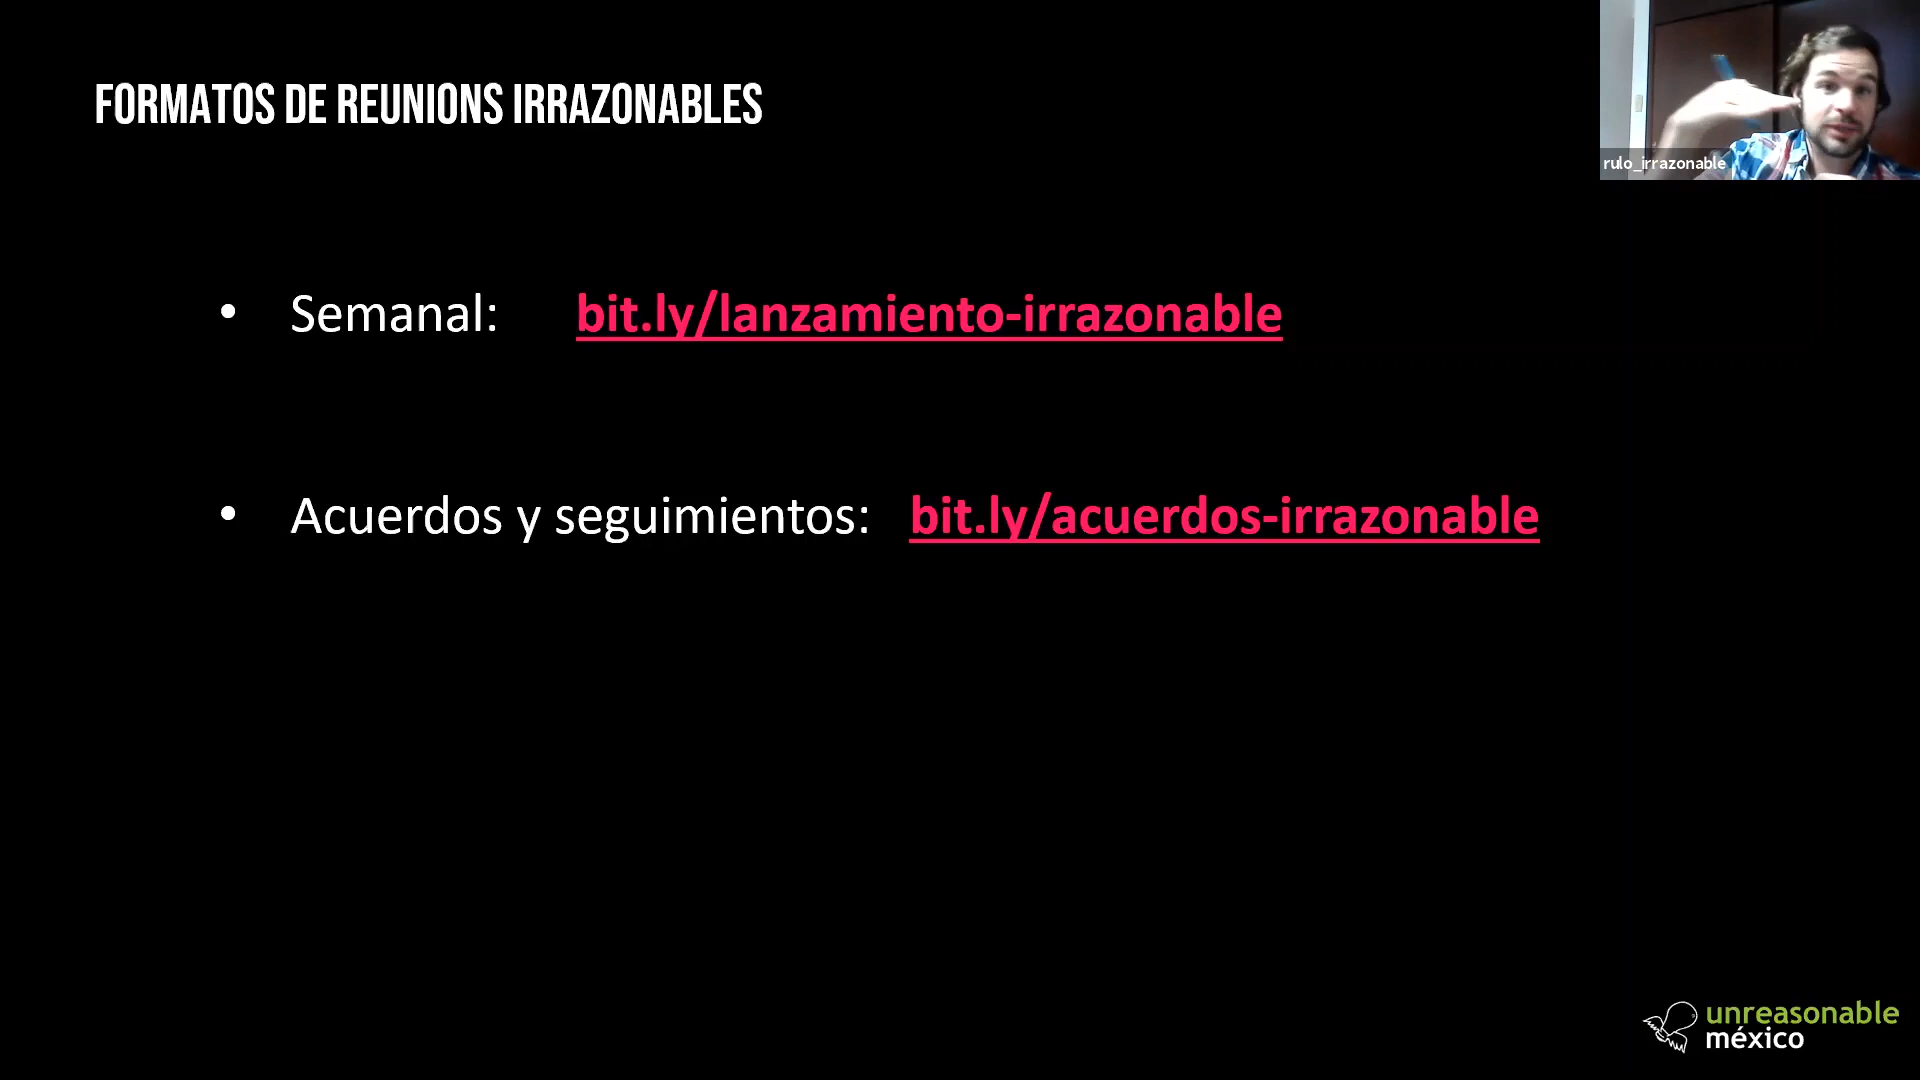 FORMATOS DE REUNIONS IRRAZONABLES
rulo_irrazonable
• Semanal: bit.ly/lanzamiento-irrazonable
• Acuerdos y seguimientos: bit.ly/acuerdos-irrazonable
unreasonable
méxico